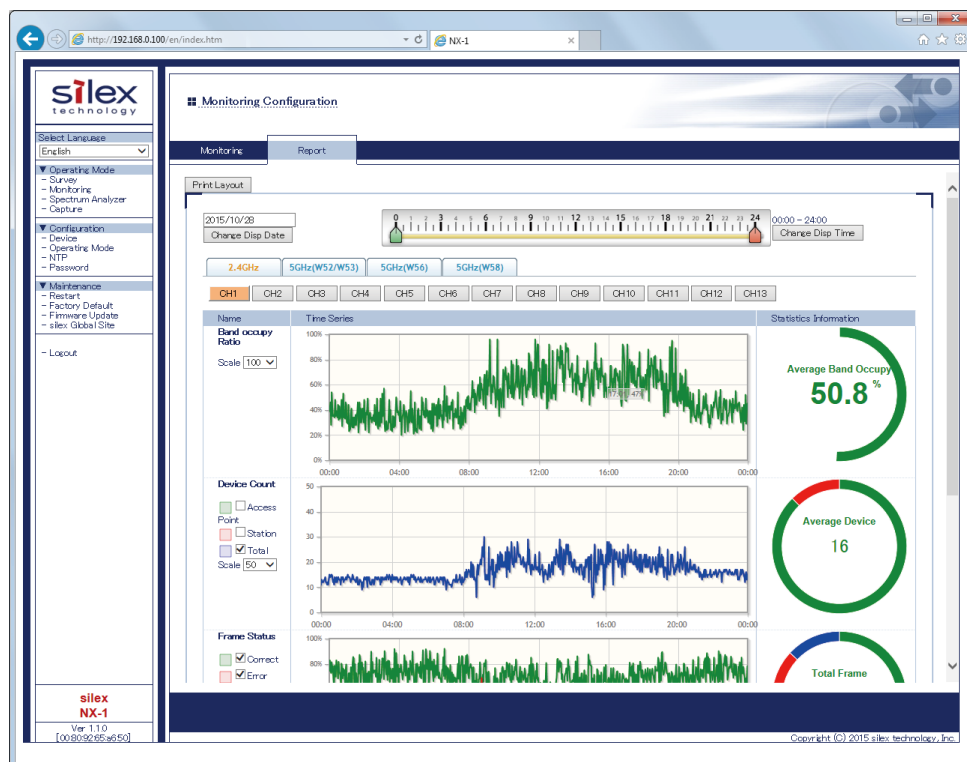 http://192.168.0.100/en/index.htm
NX-1
silex
technology
Select Language
English
▼ Operating Mode
- Survey
- Monitoring
- Spectrum Analyzer
- Capture
▼ Configuration
- Device
- Operating Mode
- NTP
- Password
▼ Maintenance
- Restart
- Factory Default
- Firmware Update
- silex Global Site
- Logout
silex
NX-1
Ver 1.1.0
[00:80:92:65:a6:50]
Monitoring Configuration
Monitoring Report
Print Layout
2015/10/28
Change Disp Date
0 1 2 3 4 5 6 7 8 9 10 11 12 13 14 15 16 17 18 19 20 21 22 23 24
00:00 - 24:00
Change Disp Time
2.4GHz 5GHz(W52/W53) 5GHz(W56) 5GHz(W58)
CH1 CH2 CH3 CH4 CH5 CH6 CH7 CH8 CH9 CH10 CH11 CH12 CH13
Name Time Series Statistics Information
Band occupy
Ratio
Scale 100
100%
80%
60%
40%
20%
0%
00:00 04:00 08:00 12:00 16:00 20:00 00:00
Average Band Occupy
50.8 %
Device Count
Access
Point
Station
Total
Scale 50
50
40
30
20
10
0
00:00 04:00 08:00 12:00 16:00 20:00 00:00
Average Device
16
Frame Status
Correct
Error
100%
80%
Total Frame
Copyright (C) 2015 silex technology, Inc.